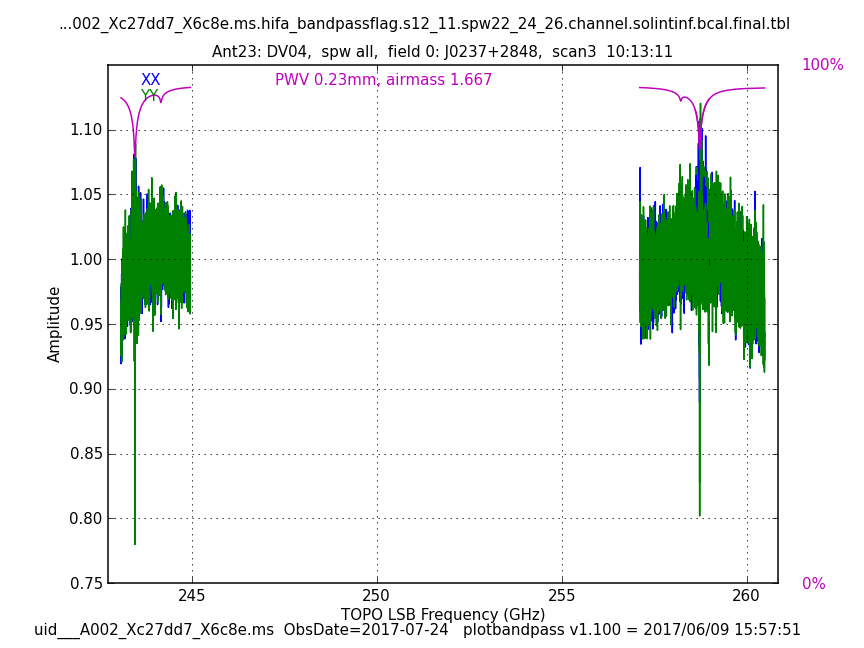 ...002_Xc27dd7_X6c8e.ms.hifa_bandpassflag.s12_11.spw22_24_26.channel.solintinf.bcal.final.tbl
Ant23: DV04,  spw all,  field 0: J0237+2848,  scan3  10:13:11
100%
XX
PWV 0.23mm, airmass 1.667
YY
1.10
1.05
1.00
0.95
0.90
0.85
0.80
0.75
Amplitude
0%
245
250
255
260
TOPO LSB Frequency (GHz)
uid___A002_Xc27dd7_X6c8e.ms  ObsDate=2017-07-24   plotbandpass v1.100 = 2017/06/09 15:57:51